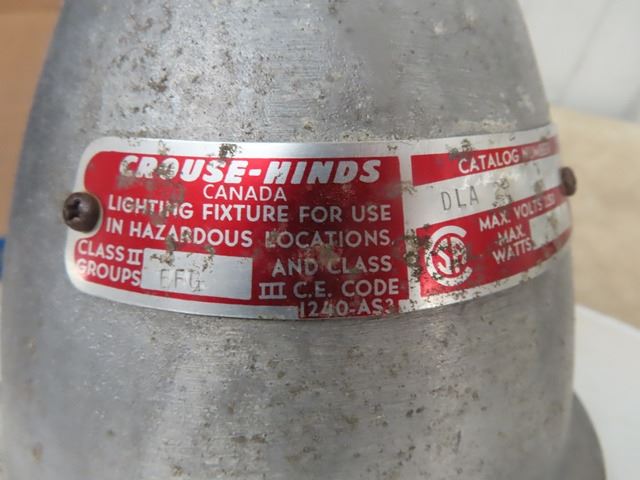 CROUSE-HINDS
CANADA
LIGHTING FIXTURE FOR USE
IN HAZARDOUS LOCATIONS
CLASS II
GROUPS EFG
AND CLASS
III C.E. CODE
1240-AS3
CATALOG NUMBER
DLA
MAX. VOLTS
MAX.
WATTS